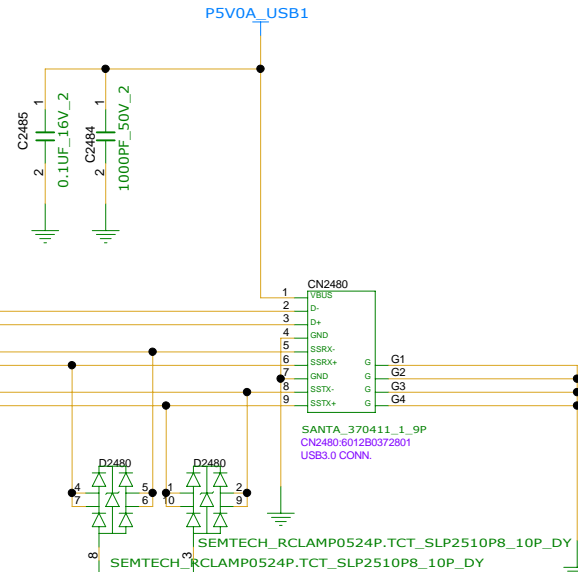 P5V0A_USB1
C2485
1
2
0.1UF_16V_2
C2484
1
2
1000PF_50V_2
CN2480
1 VBUS
2 D-
3 D+
4 GND
5 SSRX-
6 SSRX+ G G1
7 GND G G2
8 SSTX- G G3
9 SSTX+ G G4
SANTA_370411_1_9P
CN2480:6012B0372801
USB3.0 CONN.
D2480 D2480
4 5 1 2
7 6 10 9
SEMTECH_RCLAMP0524P.TCT_SLP2510P8_10P_DY
8 3
SEMTECH_RCLAMP0524P.TCT_SLP2510P8_10P_DY